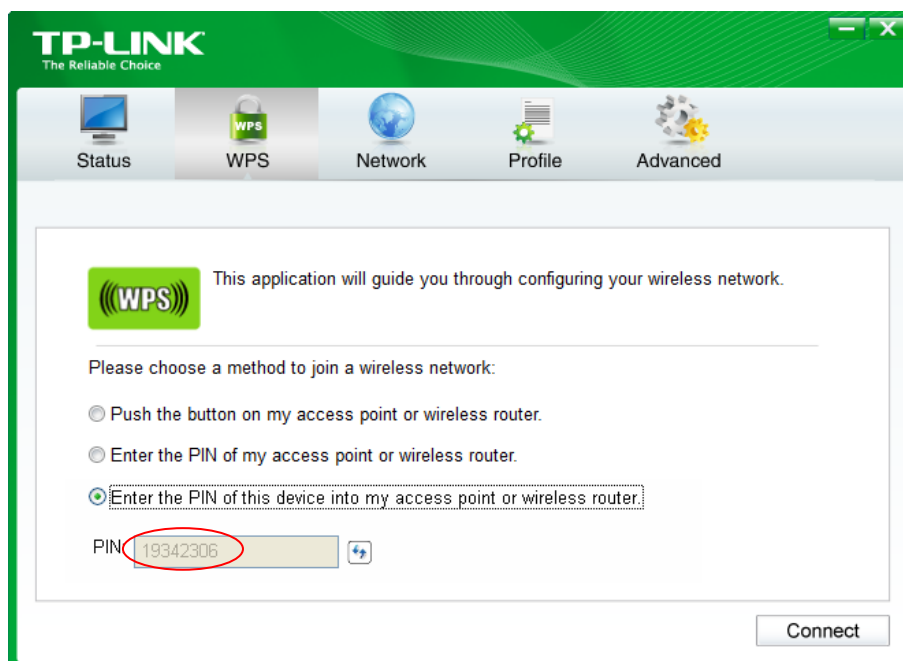 TP-LINK
The Reliable Choice
Status WPS Network Profile Advanced
WPS
This application will guide you through configuring your wireless network.
WPS
Please choose a method to join a wireless network:
Push the button on my access point or wireless router.
Enter the PIN of my access point or wireless router.
Enter the PIN of this device into my access point or wireless router.
PIN 19342306
Connect